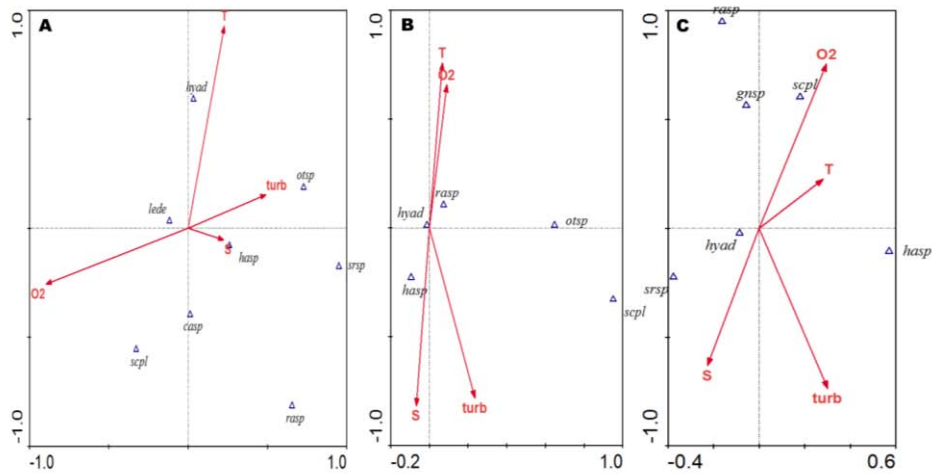 A
1.0
-1.0
-1.0
1.0
T
hyad
otsp
turb
lede
S
hasp
srsp
O2
casp
scpl
rasp
B
1.0
-1.0
-0.2
1.0
T
O2
rasp
hyad
otsp
hasp
scpl
S
turb
C
1.0
-1.0
-0.4
0.6
rasp
O2
scpl
gnsp
T
hyad
hasp
srsp
S
turb